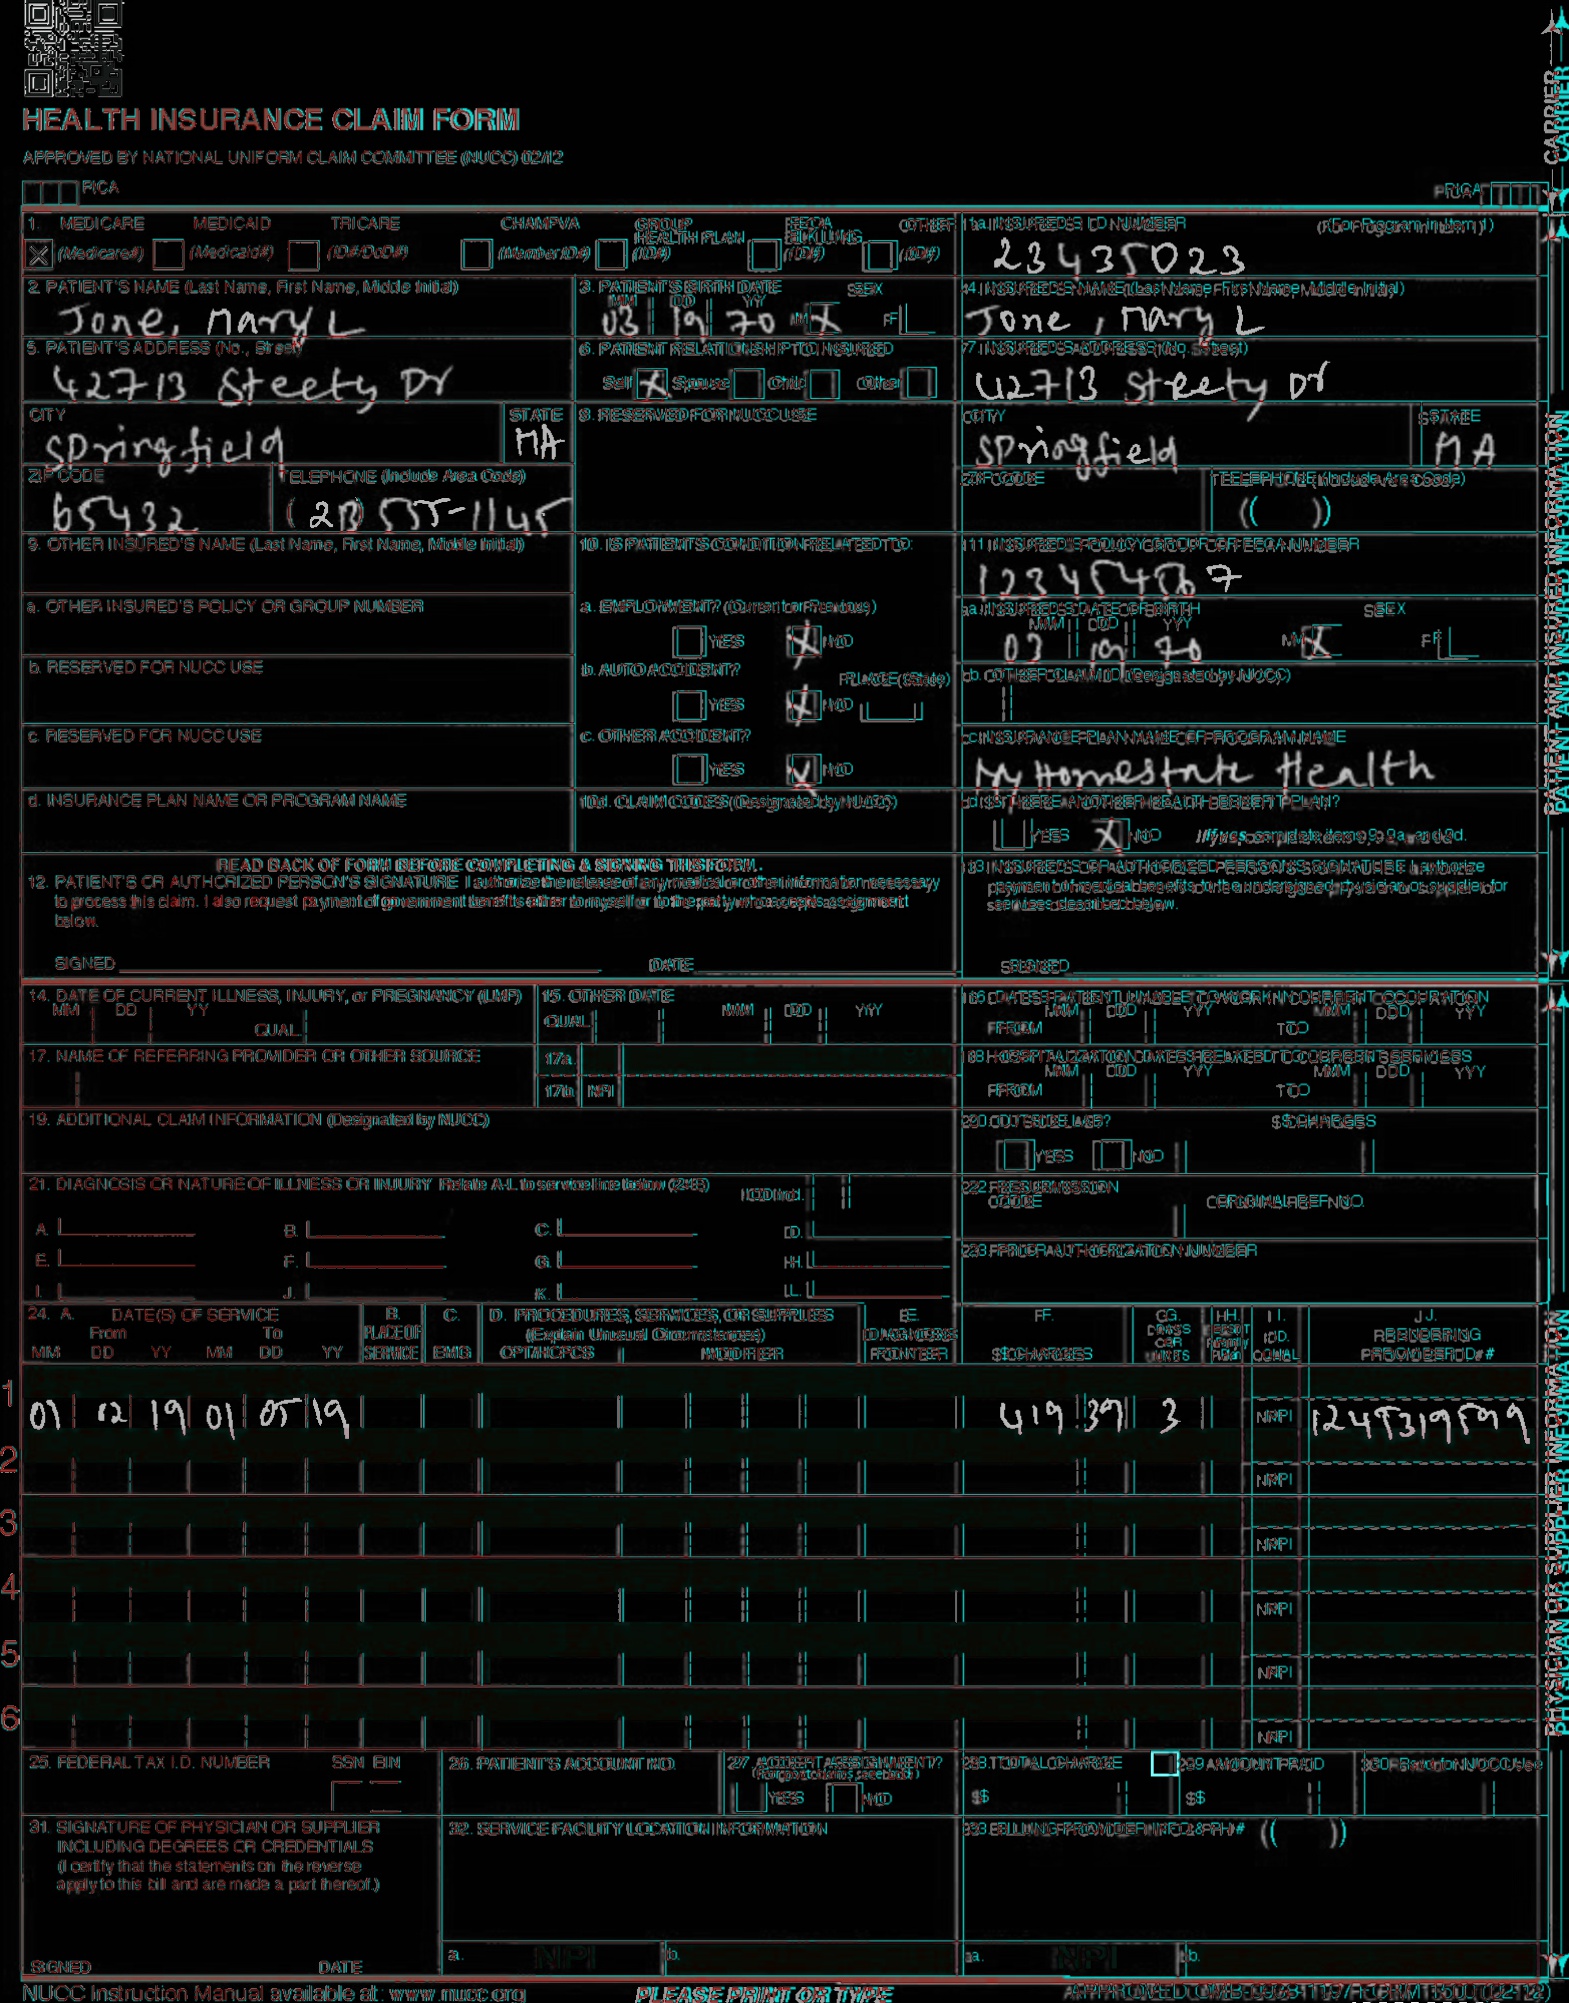 HEALTH INSURANCE CLAIM FORM
APPROVED BY NATIONAL UNIFORM CLAIM COMMITTEE (NUCC) 02/12
PICA
PICA
CARRIER
1. MEDICARE MEDICAID TRICARE CHAMPVA GROUP HEALTH PLAN FECA BLK LUNG OTHER
(Medicare#) (Medicaid#) (ID#/DoD#) (Member ID#) (ID#) (ID#) (ID#)
1a. INSURED'S I.D. NUMBER (For Program in Item 1)
23435023
2. PATIENT'S NAME (Last Name, First Name, Middle Initial)
Jone, Mary L
3. PATIENT'S BIRTH DATE SEX
MM DD YY
03 19 70 M X F
4. INSURED'S NAME (Last Name, First Name, Middle Initial)
Jone, Mary L
5. PATIENT'S ADDRESS (No., Street)
42713 Steety Dr
6. PATIENT RELATIONSHIP TO INSURED
Self X Spouse Child Other
7. INSURED'S ADDRESS (No., Street)
42713 Steety Dr
CITY STATE
Springfield MA
8. RESERVED FOR NUCC USE
CITY STATE
Springfield MA
ZIP CODE TELEPHONE (Include Area Code)
65432 (213) 555-1145
ZIP CODE TELEPHONE (Include Area Code)
( )
9. OTHER INSURED'S NAME (Last Name, First Name, Middle Initial)
10. IS PATIENT'S CONDITION RELATED TO:
11. INSURED'S POLICY GROUP OR FECA NUMBER
a. OTHER INSURED'S POLICY OR GROUP NUMBER
a. EMPLOYMENT? (Current or Previous)
YES X NO
a. INSURED'S DATE OF BIRTH SEX
MM DD YY
03 19 70 M X F
b. RESERVED FOR NUCC USE
b. AUTO ACCIDENT? PLACE (State)
YES X NO
b. OTHER CLAIM ID (Designated by NUCC)
c. RESERVED FOR NUCC USE
c. OTHER ACCIDENT?
YES X NO
c. INSURANCE PLAN NAME OR PROGRAM NAME
My Homestate Health
d. INSURANCE PLAN NAME OR PROGRAM NAME
10d. CLAIM CODES (Designated by NUCC)
d. IS THERE ANOTHER HEALTH BENEFIT PLAN?
YES X NO If yes, complete items 9, 9a, and 9d.
READ BACK OF FORM BEFORE COMPLETING & SIGNING THIS FORM.
12. PATIENT'S OR AUTHORIZED PERSON'S SIGNATURE I authorize the release of any medical or other information necessary
to process this claim. I also request payment of government benefits either to myself or to the party who accepts assignment
below.
SIGNED DATE
13. INSURED'S OR AUTHORIZED PERSON'S SIGNATURE I authorize
payment of medical benefits to the undersigned physician or supplier for
services described below.
SIGNED
PATIENT AND INSURED INFORMATION
14. DATE OF CURRENT ILLNESS, INJURY, or PREGNANCY (LMP)
MM DD YY
QUAL.
15. OTHER DATE
QUAL. MM DD YY
16. DATES PATIENT UNABLE TO WORK IN CURRENT OCCUPATION
MM DD YY MM DD YY
FROM TO
17. NAME OF REFERRING PROVIDER OR OTHER SOURCE
17a.
17b. NPI
18. HOSPITALIZATION DATES RELATED TO CURRENT SERVICES
MM DD YY MM DD YY
FROM TO
19. ADDITIONAL CLAIM INFORMATION (Designated by NUCC)
20. OUTSIDE LAB? $ CHARGES
YES NO
21. DIAGNOSIS OR NATURE OF ILLNESS OR INJURY Relate A-L to service line below (24E)
ICD Ind.
A. B. C. D.
E. F. G. H.
I. J. K. L.
22. RESUBMISSION
CODE ORIGINAL REF. NO.
23. PRIOR AUTHORIZATION NUMBER
24. A. DATE(S) OF SERVICE
From To
MM DD YY MM DD YY
B.
PLACE OF
SERVICE
C.
EMG
D. PROCEDURES, SERVICES, OR SUPPLIES
(Explain Unusual Circumstances)
CPT/HCPCS MODIFIER
E.
DIAGNOSIS
POINTER
F.
$ CHARGES
G.
DAYS
OR
UNITS
H.
EPSDT
Family
Plan
I.
ID.
QUAL.
J.
RENDERING
PROVIDER ID. #
1
01 02 19 01 05 19 419 39 3 NPI 1245319599
2
NPI
3
NPI
4
NPI
5
NPI
6
NPI
25. FEDERAL TAX I.D. NUMBER SSN EIN
26. PATIENT'S ACCOUNT NO.
27. ACCEPT ASSIGNMENT?
(For govt. claims, see back)
YES NO
28. TOTAL CHARGE
$
29. AMOUNT PAID
$
30. Rsvd for NUCC Use
31. SIGNATURE OF PHYSICIAN OR SUPPLIER
INCLUDING DEGREES OR CREDENTIALS
(I certify that the statements on the reverse
apply to this bill and are made a part thereof.)
SIGNED DATE
32. SERVICE FACILITY LOCATION INFORMATION
a. NPI b.
33. BILLING PROVIDER INFO & PH # ( )
a. NPI b.
PHYSICIAN OR SUPPLIER INFORMATION
NUCC Instruction Manual available at: www.nucc.org
PLEASE PRINT OR TYPE